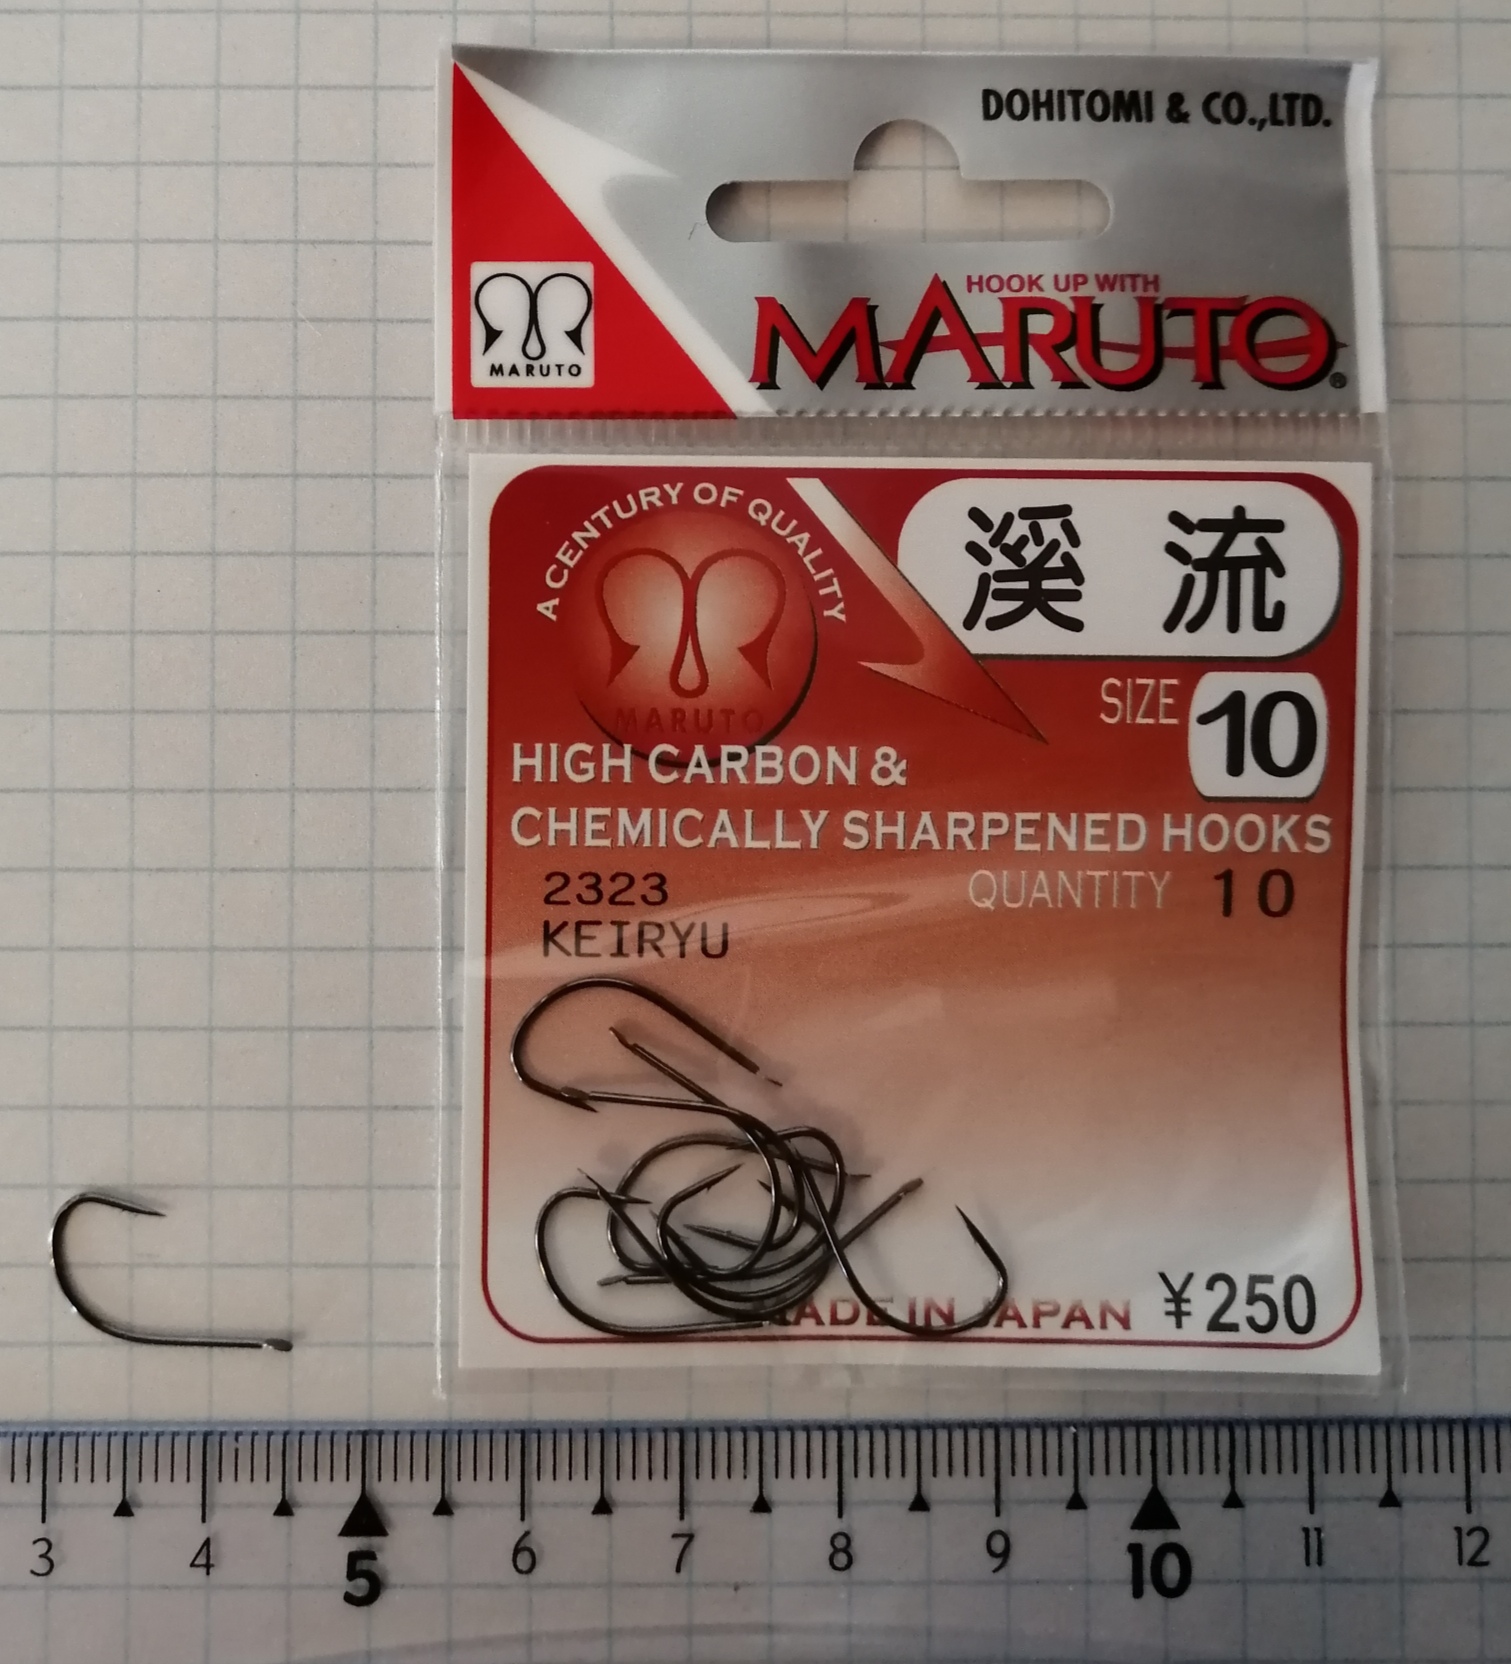 DOHITOMI & CO.,LTD.
HOOK UP WITH
MARUTO®
MARUTO
A CENTURY OF QUALITY
MARUTO
溪流
SIZE 10
HIGH CARBON &
CHEMICALLY SHARPENED HOOKS
2323
QUANTITY 10
KEIRYU
MADE IN JAPAN ¥250
3 4 5 6 7 8 9 10 11 12